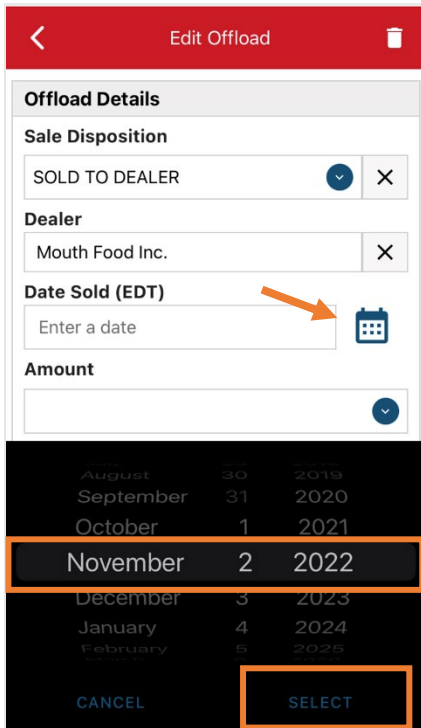 Edit Offload
Offload Details
Sale Disposition
SOLD TO DEALER
Dealer
Mouth Food Inc.
Date Sold (EDT)
Enter a date
Amount
August 30 2019
September 31 2020
October 1 2021
November 2 2022
December 3 2023
January 4 2024
February 5 2025
CANCEL SELECT